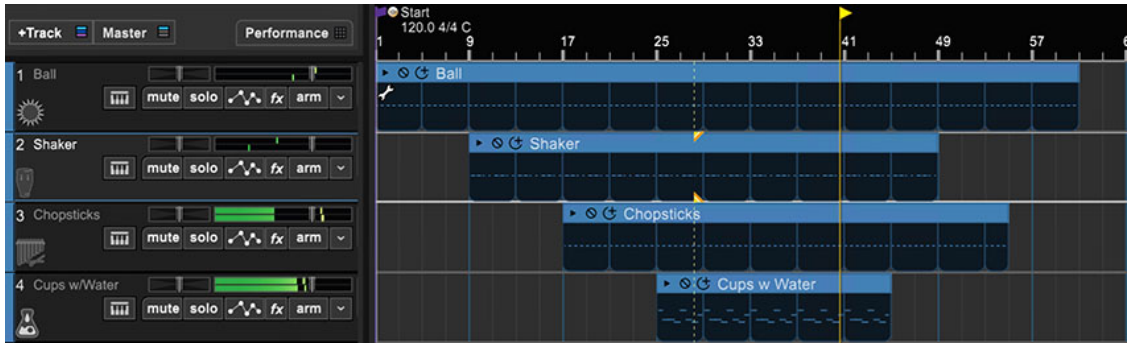 Start
120.0 4/4 C
+Track Master Performance
1 9 17 25 33 41 49 57 6
1 Ball
mute solo fx arm
Ball
2 Shaker
mute solo fx arm
Shaker
3 Chopsticks
mute solo fx arm
Chopsticks
4 Cups w/Water
mute solo fx arm
Cups w Water